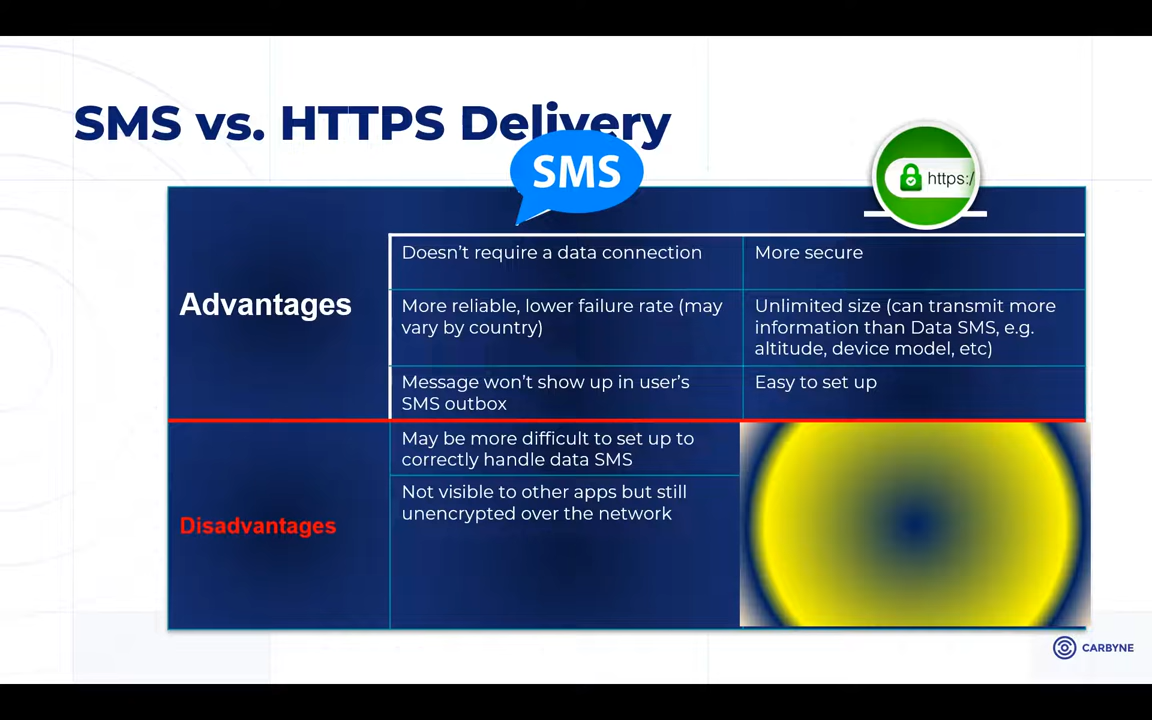 SMS vs. HTTPS Delivery
SMS
https:/
Advantages
Doesn’t require a data connection
More secure
More reliable, lower failure rate (may
vary by country)
Unlimited size (can transmit more
information than Data SMS, e.g.
altitude, device model, etc)
Message won’t show up in user’s
SMS outbox
Easy to set up
Disadvantages
May be more difficult to set up to
correctly handle data SMS
Not visible to other apps but still
unencrypted over the network
CARBYNE